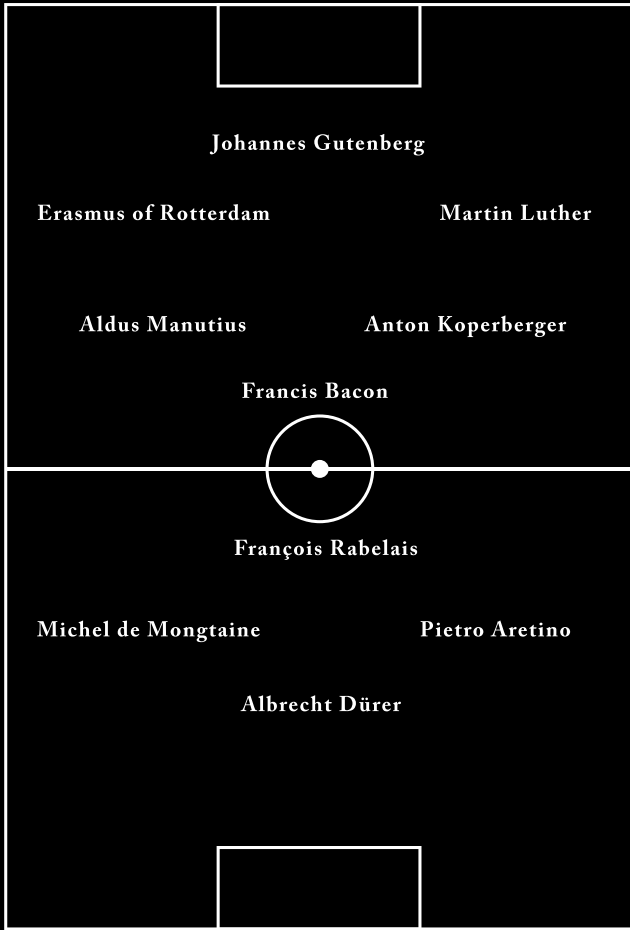 Johannes Gutenberg
Erasmus of Rotterdam
Martin Luther
Aldus Manutius
Anton Koperberger
Francis Bacon
François Rabelais
Michel de Mongtaine
Pietro Aretino
Albrecht Dürer